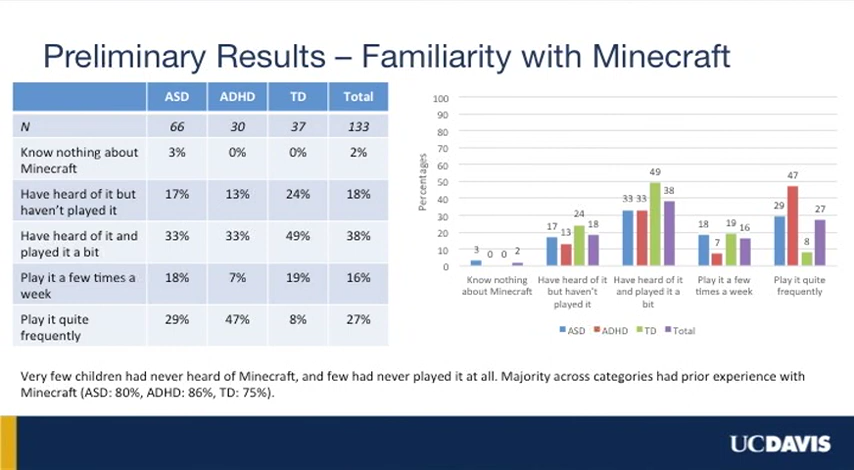 Preliminary Results – Familiarity with Minecraft
ASD ADHD TD Total
N 66 30 37 133
Know nothing about Minecraft 3% 0% 0% 2%
Have heard of it but haven't played it 17% 13% 24% 18%
Have heard of it and played it a bit 33% 33% 49% 38%
Play it a few times a week 18% 7% 19% 16%
Play it quite frequently 29% 47% 8% 27%
Percentages
100
90
80
70
60
50
40
30
20
10
0
3 0 0 2
17 13 24 18
33 33 49 38
18 7 19 16
29 47 8 27
Know nothing about Minecraft
Have heard of it but haven't played it
Have heard of it and played it a bit
Play it a few times a week
Play it quite frequently
ASD ADHD TD Total
Very few children had never heard of Minecraft, and few had never played it at all. Majority across categories had prior experience with
Minecraft (ASD: 80%, ADHD: 86%, TD: 75%).
UCDAVIS